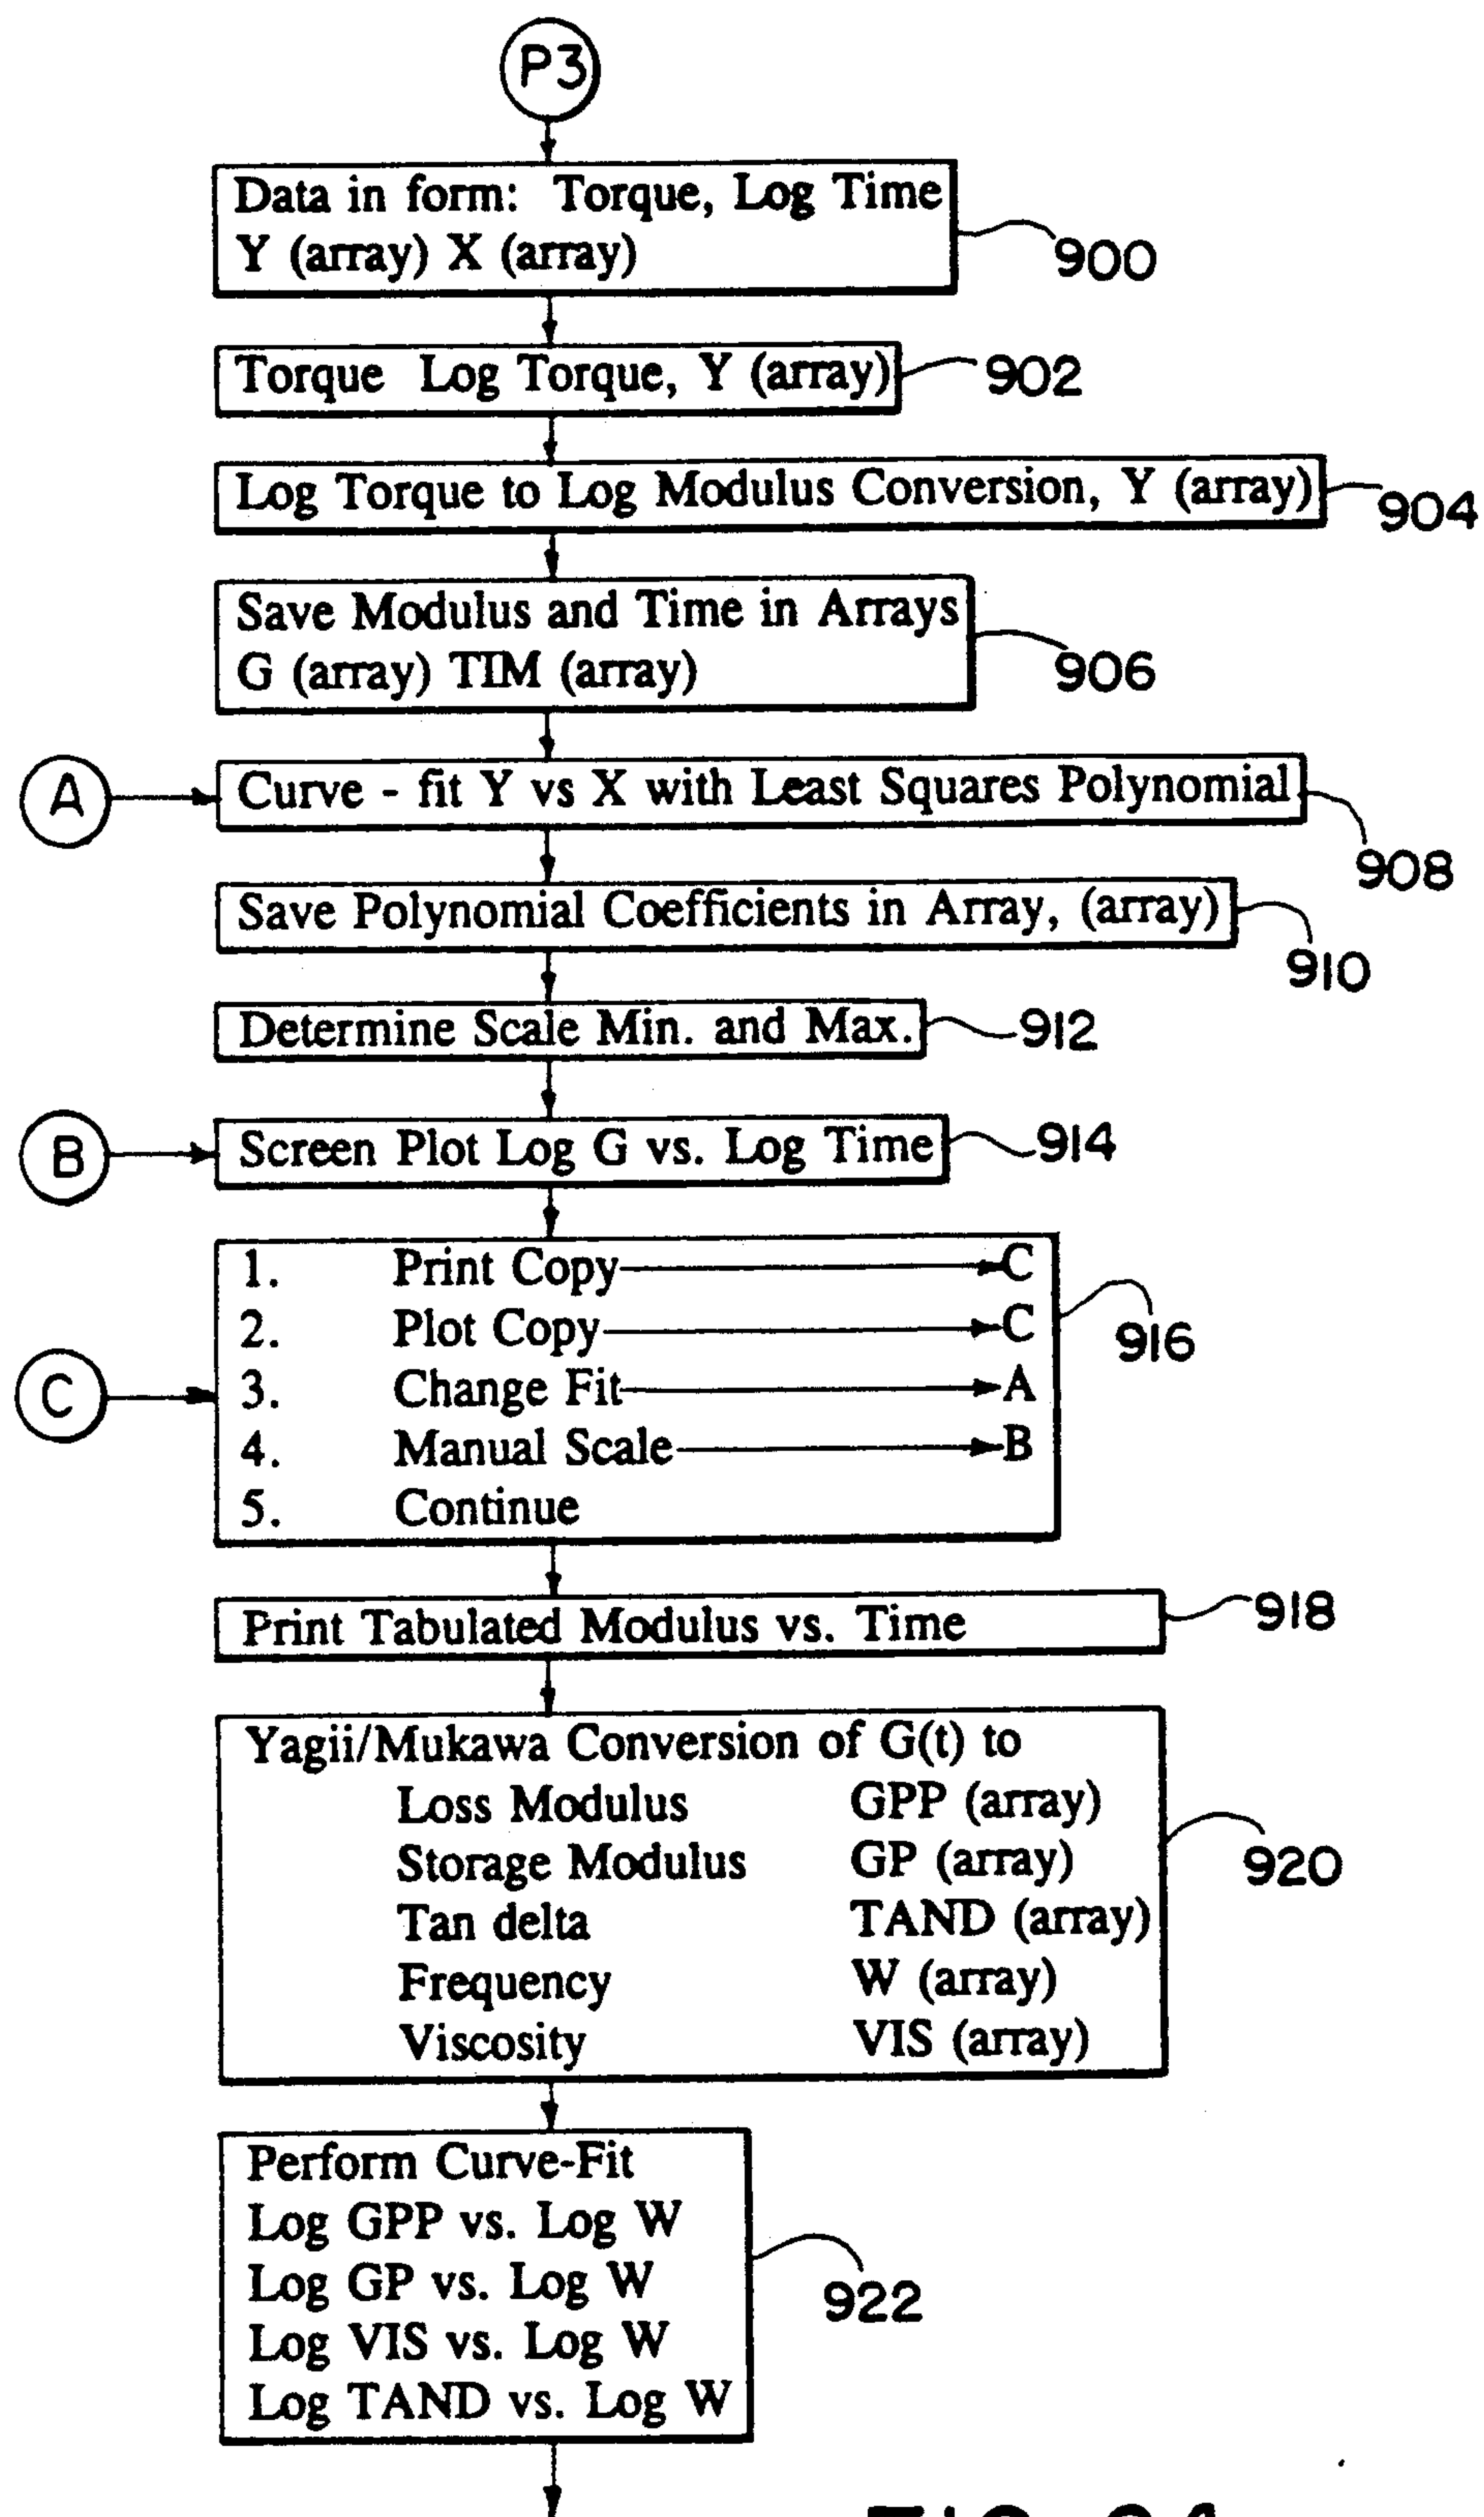 P3
Data in form: Torque, Log Time
Y (array) X (array)
900
Torque Log Torque, Y (array)
902
Log Torque to Log Modulus Conversion, Y (array)
904
Save Modulus and Time in Arrays
G (array) TIM (array)
906
A
Curve - fit Y vs X with Least Squares Polynomial
908
Save Polynomial Coefficients in Array, (array)
910
Determine Scale Min. and Max.
912
B
Screen Plot Log G vs. Log Time
914
1. Print Copy C
2. Plot Copy C
916
C
3. Change Fit A
4. Manual Scale B
5. Continue
Print Tabulated Modulus vs. Time
918
Yagii/Mukawa Conversion of G(t) to
Loss Modulus GPP (array)
Storage Modulus GP (array)
920
Tan delta TAND (array)
Frequency W (array)
Viscosity VIS (array)
Perform Curve-Fit
Log GPP vs. Log W
Log GP vs. Log W
922
Log VIS vs. Log W
Log TAND vs. Log W